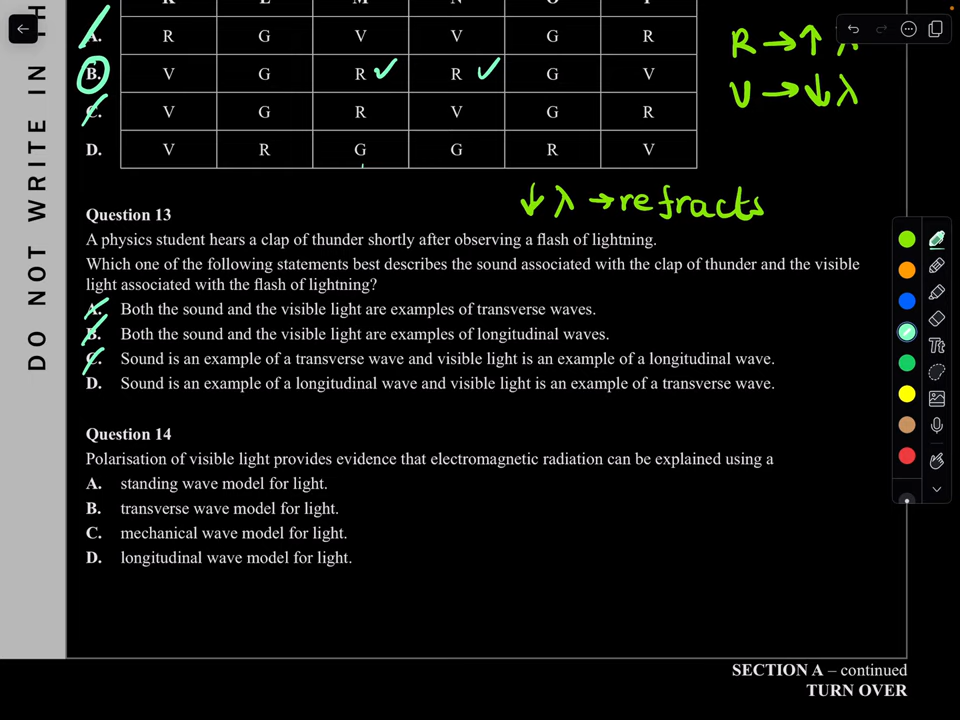 K L M N O P
A. R G V V G R
B. V G R R G V
C. V G R V G R
D. V R G G R V
R → ↑ λ
V → ↓ λ
↓ λ → refracts
DO NOT WRITE IN TH
Question 13
A physics student hears a clap of thunder shortly after observing a flash of lightning.
Which one of the following statements best describes the sound associated with the clap of thunder and the visible
light associated with the flash of lightning?
A. Both the sound and the visible light are examples of transverse waves.
B. Both the sound and the visible light are examples of longitudinal waves.
C. Sound is an example of a transverse wave and visible light is an example of a longitudinal wave.
D. Sound is an example of a longitudinal wave and visible light is an example of a transverse wave.
Question 14
Polarisation of visible light provides evidence that electromagnetic radiation can be explained using a
A. standing wave model for light.
B. transverse wave model for light.
C. mechanical wave model for light.
D. longitudinal wave model for light.
SECTION A – continued
TURN OVER
Tt